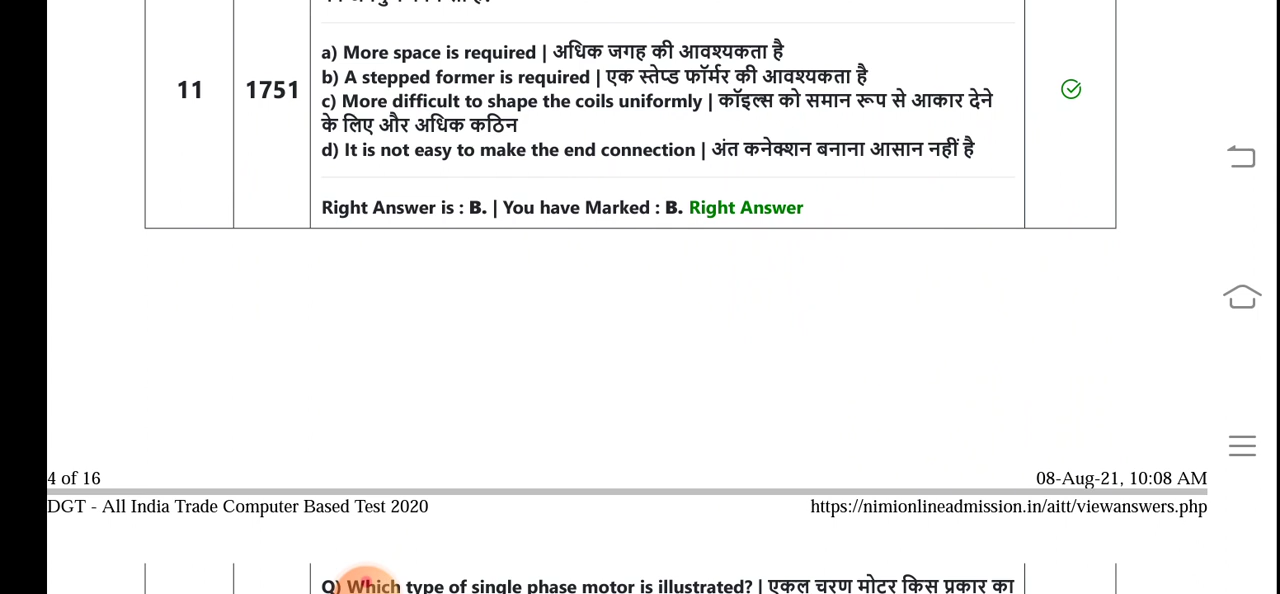 11
1751
a) More space is required | अधिक जगह की आवश्यकता है
b) A stepped former is required | एक स्तेप्ड फॉर्मर की आवश्यकता है
c) More difficult to shape the coils uniformly | कॉइल्स को समान रूप से आकार देने
के लिए और अधिक कठिन
d) It is not easy to make the end connection | अंत कनेक्शन बनाना आसान नहीं है
Right Answer is : B. | You have Marked : B. Right Answer
4 of 16
08-Aug-21, 10:08 AM
DGT - All India Trade Computer Based Test 2020
https://nimionlineadmission.in/aitt/viewanswers.php
Q) Which type of single phase motor is illustrated? | एकल चरण मोटर किस प्रकार का